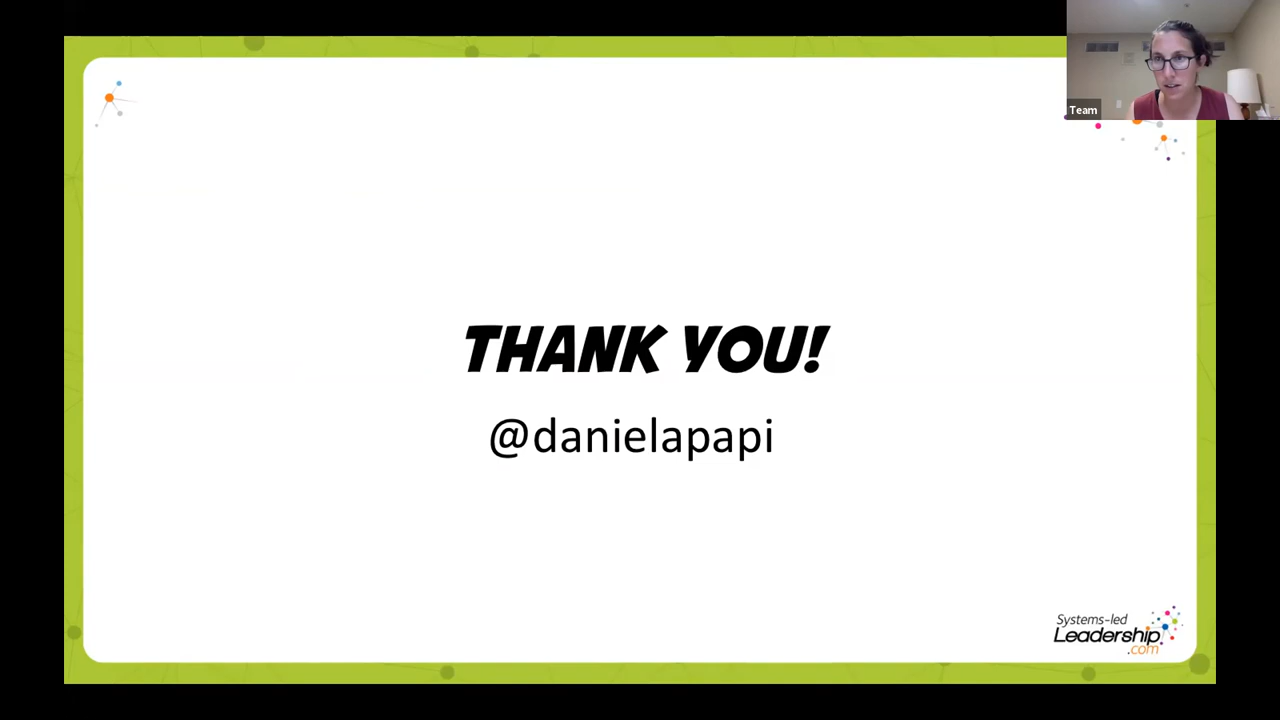 Team
THANK YOU!
@danielapapi
Systems-led
Leadership
.com